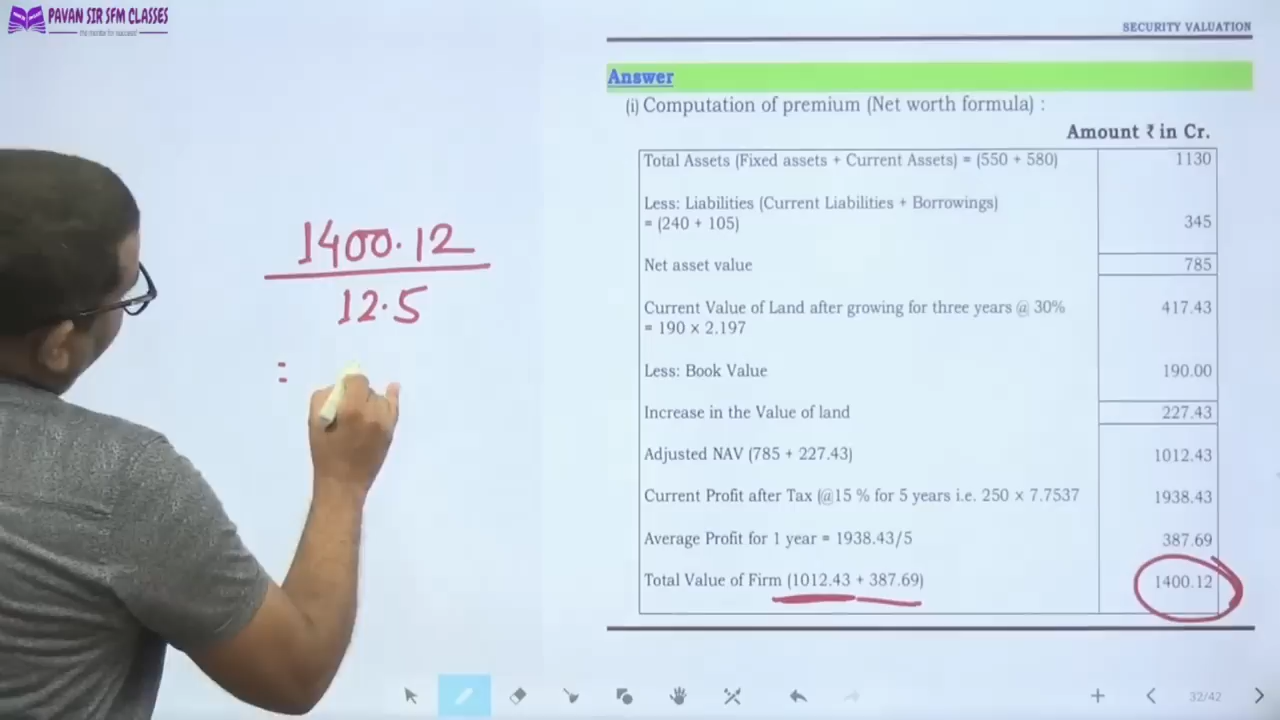 PAVAN SIR SFM CLASSES
SECURITY VALUATION
Answer
(i) Computation of premium (Net worth formula) :
Amount ₹ in Cr.
Total Assets (Fixed assets + Current Assets) = (550 + 580) 1130
Less: Liabilities (Current Liabilities + Borrowings)
= (240 + 105) 345
Net asset value 785
Current Value of Land after growing for three years @ 30% 417.43
= 190 × 2.197
Less: Book Value 190.00
Increase in the Value of land 227.43
Adjusted NAV (785 + 227.43) 1012.43
Current Profit after Tax (@15 % for 5 years i.e. 250 × 7.7537 1938.43
Average Profit for 1 year = 1938.43/5 387.69
Total Value of Firm (1012.43 + 387.69) 1400.12
1400.12
12.5
=
32/42